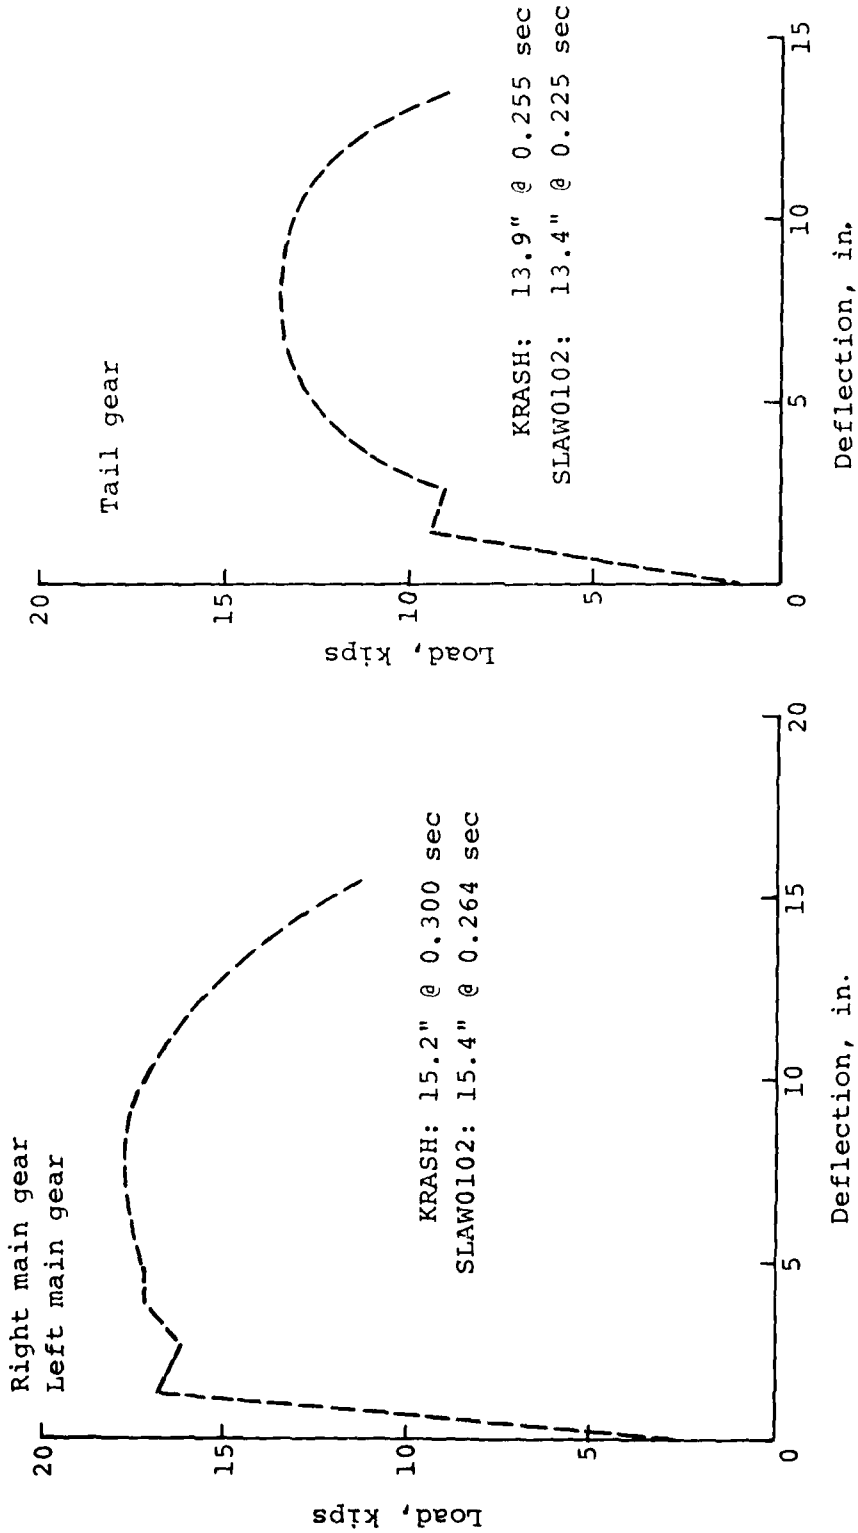 Right main gear
Left main gear
20
15
10
5
0
Load, kips
KRASH: 15.2" @ 0.300 sec
SLAW0102: 15.4" @ 0.264 sec
5
10
15
20
Deflection, in.
Tail gear
20
15
10
5
0
Load, kips
KRASH: 13.9" @ 0.255 sec
SLAW0102: 13.4" @ 0.225 sec
5
10
15
Deflection, in.